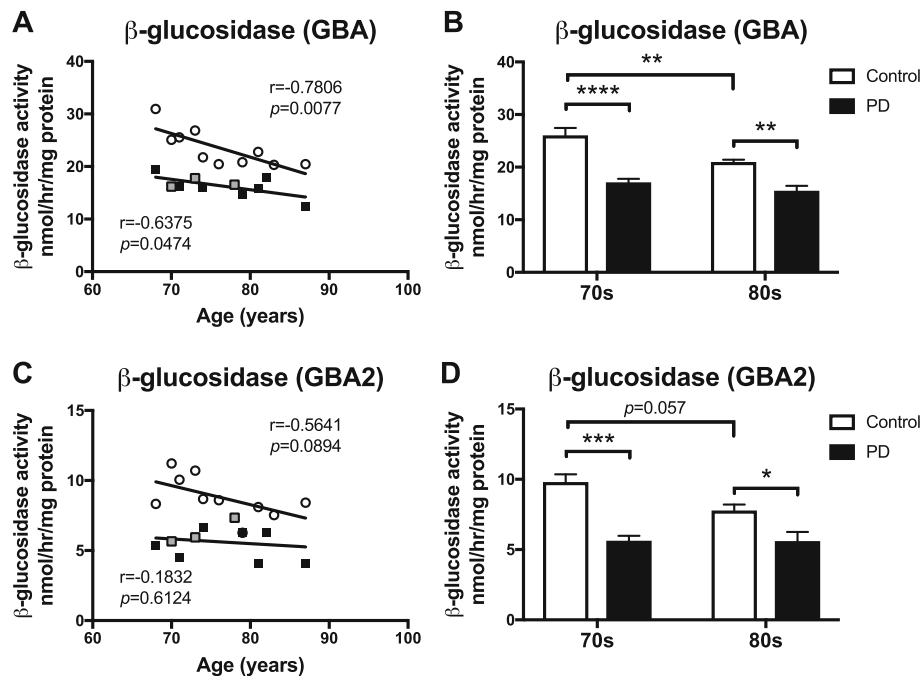 A
β-glucosidase (GBA)
β-glucosidase activity
nmol/hr/mg protein
40
30
20
10
0
r=-0.7806
p=0.0077
r=-0.6375
p=0.0474
60 70 80 90 100
Age (years)
B
β-glucosidase (GBA)
β-glucosidase activity
nmol/hr/mg protein
40
30
20
10
0
**
****
**
Control
PD
70s 80s
C
β-glucosidase (GBA2)
β-glucosidase activity
nmol/hr/mg protein
15
10
5
0
r=-0.5641
p=0.0894
r=-0.1832
p=0.6124
60 70 80 90 100
Age (years)
D
β-glucosidase (GBA2)
β-glucosidase activity
nmol/hr/mg protein
15
10
5
0
p=0.057
***
*
Control
PD
70s 80s